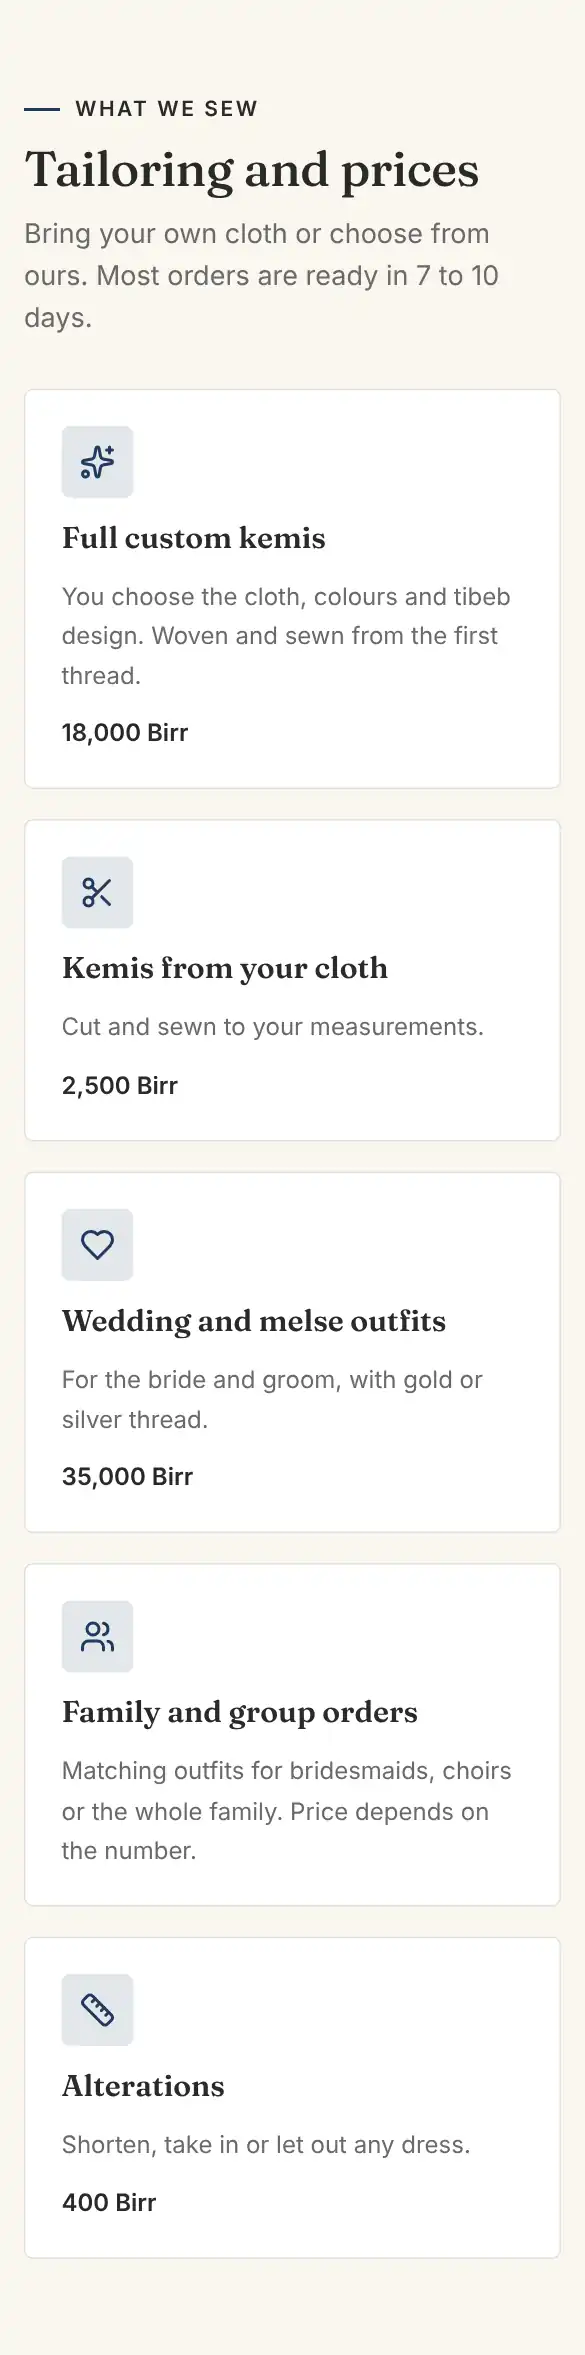 WHAT WE SEW
Tailoring and prices
Bring your own cloth or choose from
ours. Most orders are ready in 7 to 10
days.
Full custom kemis
You choose the cloth, colours and tibeb
design. Woven and sewn from the first
thread.
18,000 Birr
Kemis from your cloth
Cut and sewn to your measurements.
2,500 Birr
Wedding and melse outfits
For the bride and groom, with gold or
silver thread.
35,000 Birr
Family and group orders
Matching outfits for bridesmaids, choirs
or the whole family. Price depends on
the number.
Alterations
Shorten, take in or let out any dress.
400 Birr